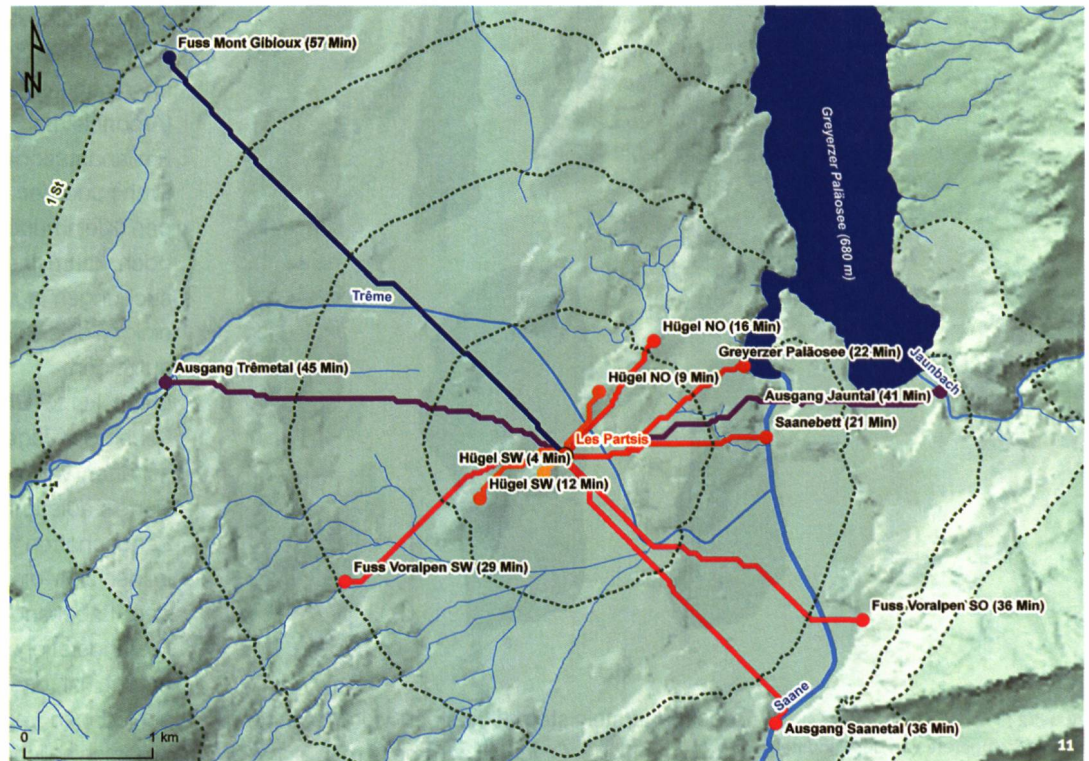 N
Fuss Mont Gibloux (57 Min)
1 St
Greyerzer Paläosee (680 m)
Trême
Hügel NO (16 Min)
Greyerzer Paläosee (22 Min)
Jaunbach
Ausgang Trêmetal (45 Min)
Hügel NO (9 Min)
Ausgang Jauntal (41 Min)
Saanebett (21 Min)
Les Partsis
Hügel SW (4 Min)
Hügel SW (12 Min)
Fuss Voralpen SW (29 Min)
Fuss Voralpen SO (36 Min)
Saane
Ausgang Saanetal (36 Min)
0 1 km
11